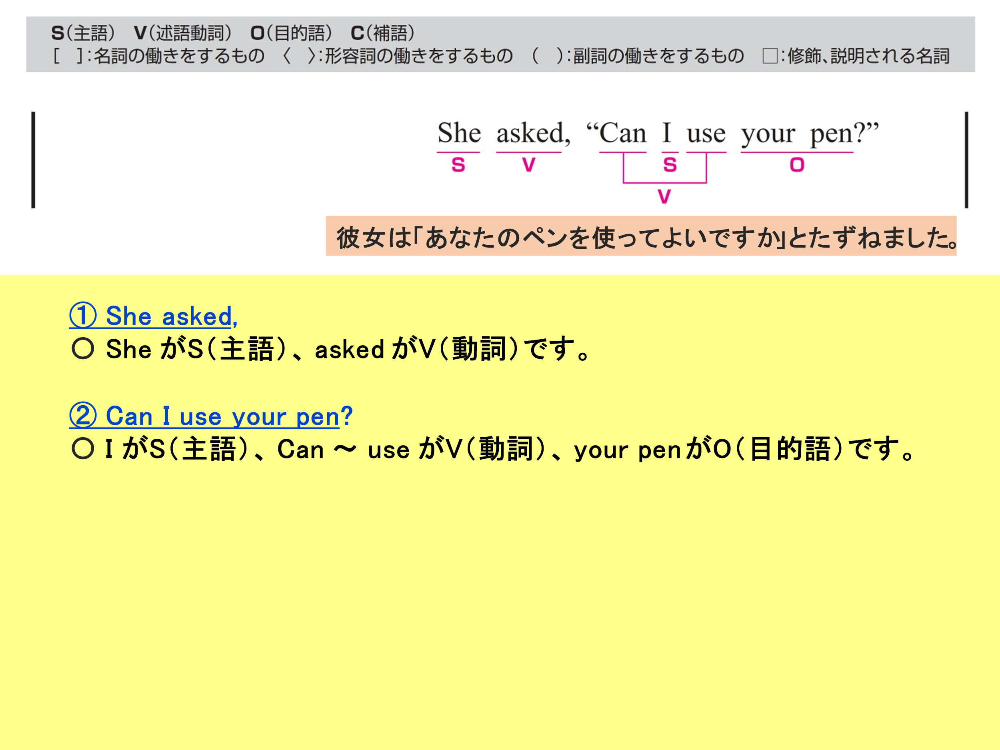 S(主語) V(述語動詞) O(目的語) C(補語)
[ ]:名詞の働きをするもの 〈 〉:形容詞の働きをするもの ( ):副詞の働きをするもの □:修飾、説明される名詞
She asked, “Can I use your pen?”
S V S O
V
彼女は「あなたのペンを使ってよいですか」とたずねました。
① She asked,
○ She がS(主語)、asked がV(動詞)です。
② Can I use your pen?
○ I がS(主語)、Can ~ use がV(動詞)、your pen がO(目的語)です。